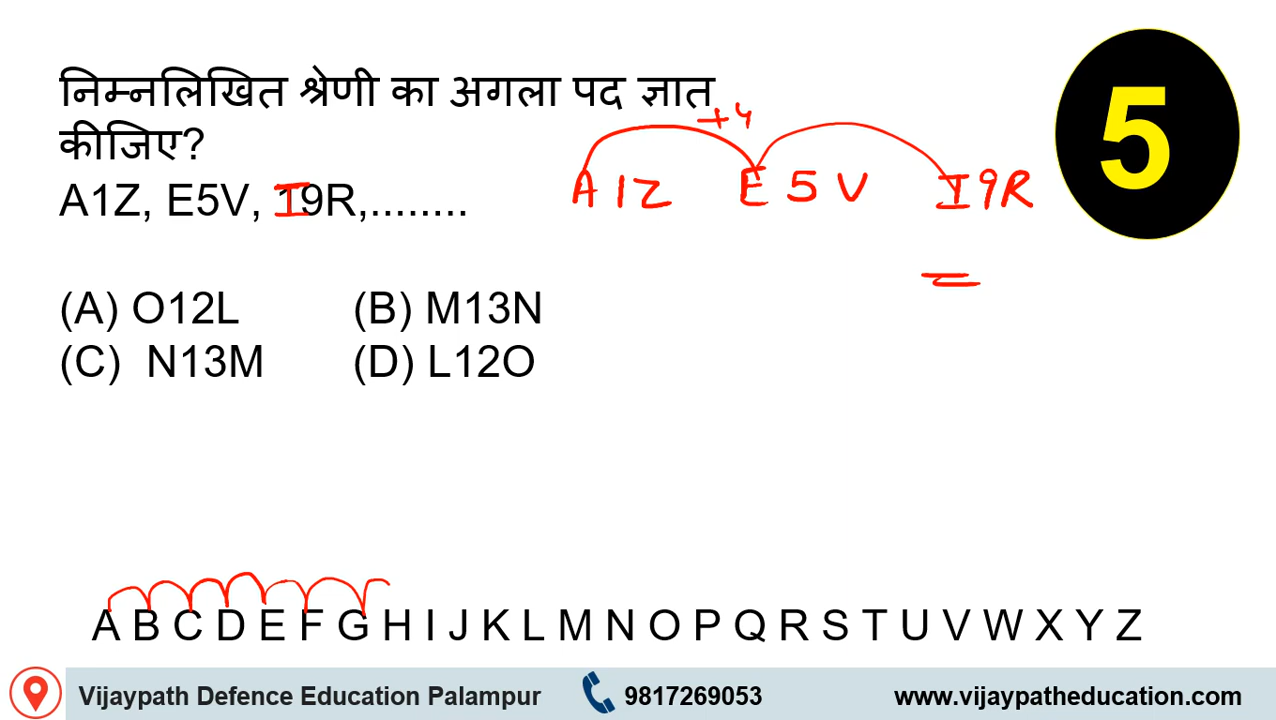 निम्नलिखित श्रेणी का अगला पद ज्ञात
कीजिए?
A1Z, E5V, I9R,........
+4
A1Z E5V I9R
5
(A) O12L (B) M13N
(C) N13M (D) L12O
A B C D E F G H I J K L M N O P Q R S T U V W X Y Z
Vijaypath Defence Education Palampur 9817269053 www.vijaypatheducation.com